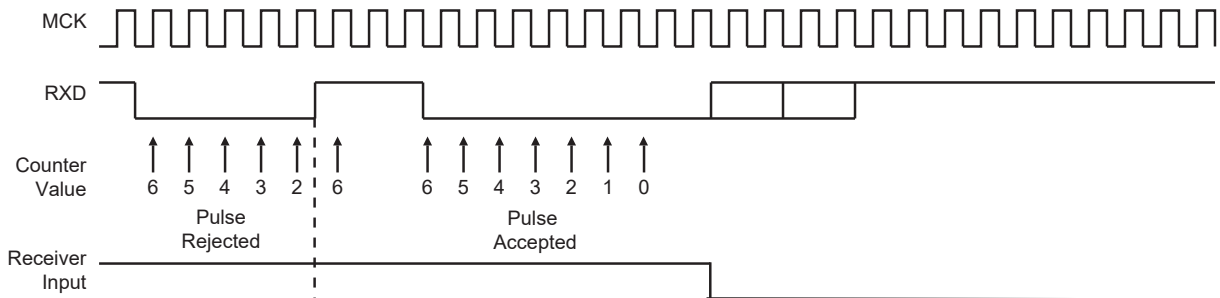 MCK
RXD
Counter
Value
6 5 4 3 2 6 6 5 4 3 2 1 0
Pulse
Rejected
Pulse
Accepted
Receiver
Input